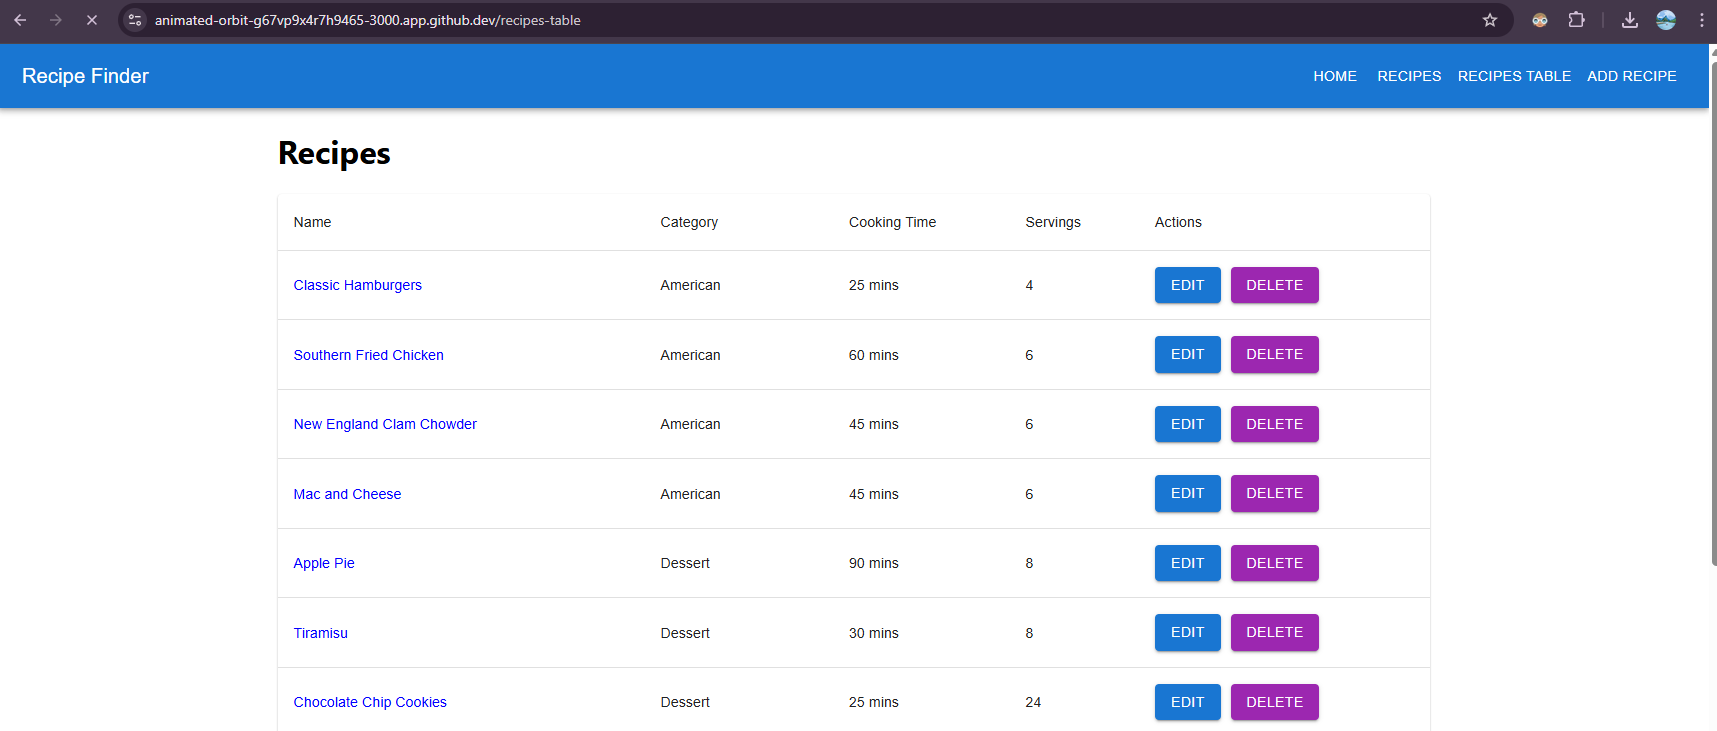 animated-orbit-g67vp9x4r7h9465-3000.app.github.dev/recipes-table
Recipe Finder HOME RECIPES RECIPES TABLE ADD RECIPE
Recipes
Name Category Cooking Time Servings Actions
Classic Hamburgers American 25 mins 4 EDIT DELETE
Southern Fried Chicken American 60 mins 6 EDIT DELETE
New England Clam Chowder American 45 mins 6 EDIT DELETE
Mac and Cheese American 45 mins 6 EDIT DELETE
Apple Pie Dessert 90 mins 8 EDIT DELETE
Tiramisu Dessert 30 mins 8 EDIT DELETE
Chocolate Chip Cookies Dessert 25 mins 24 EDIT DELETE